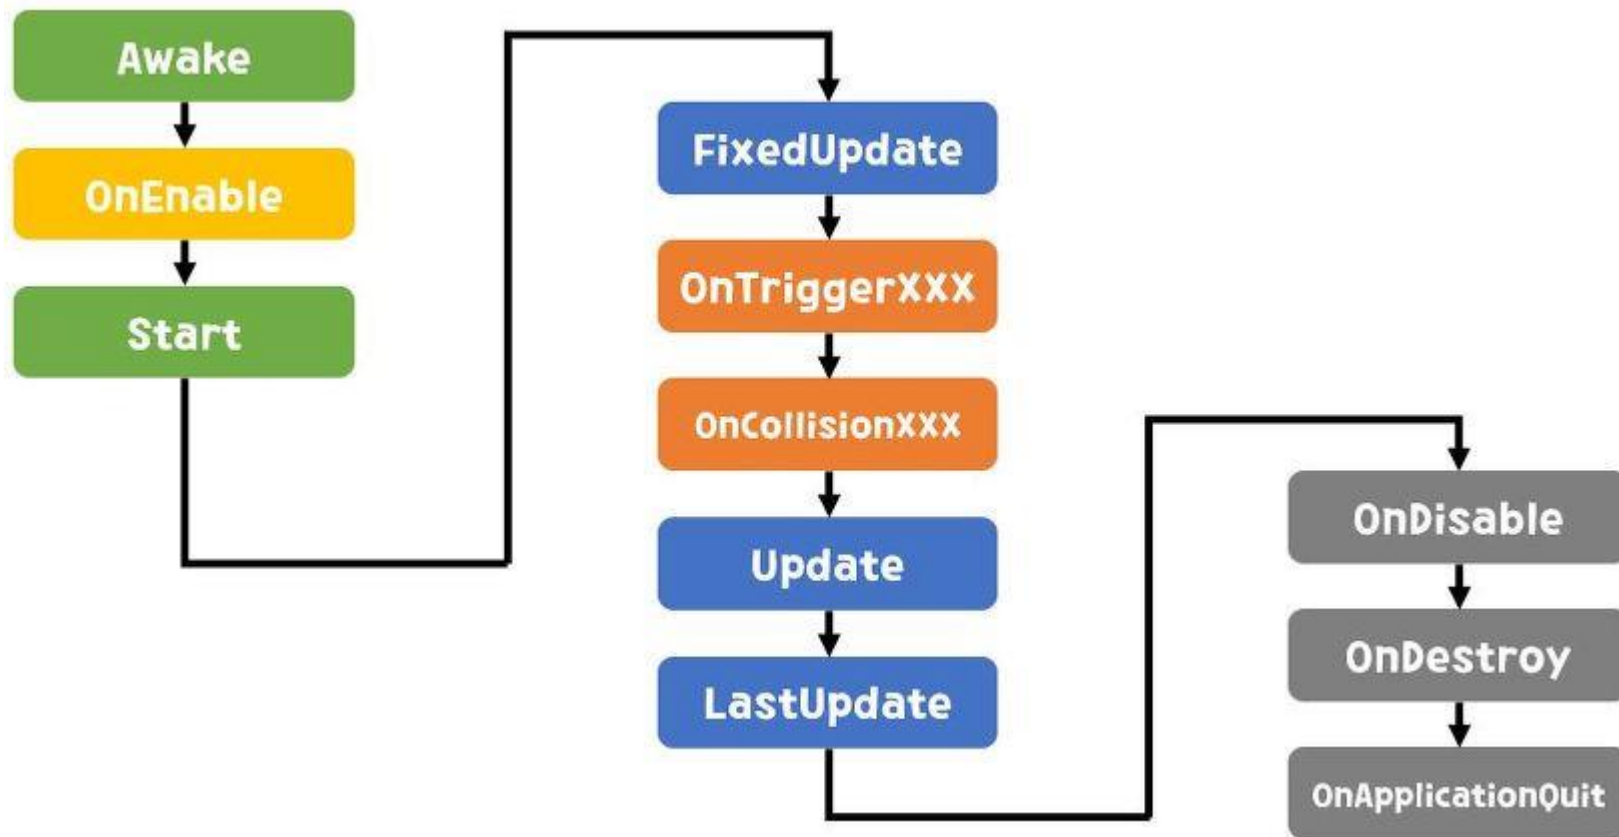 Awake
OnEnable
Start
FixedUpdate
OnTriggerXXX
OnCollisionXXX
Update
LastUpdate
OnDisable
OnDestroy
OnApplicationQuit